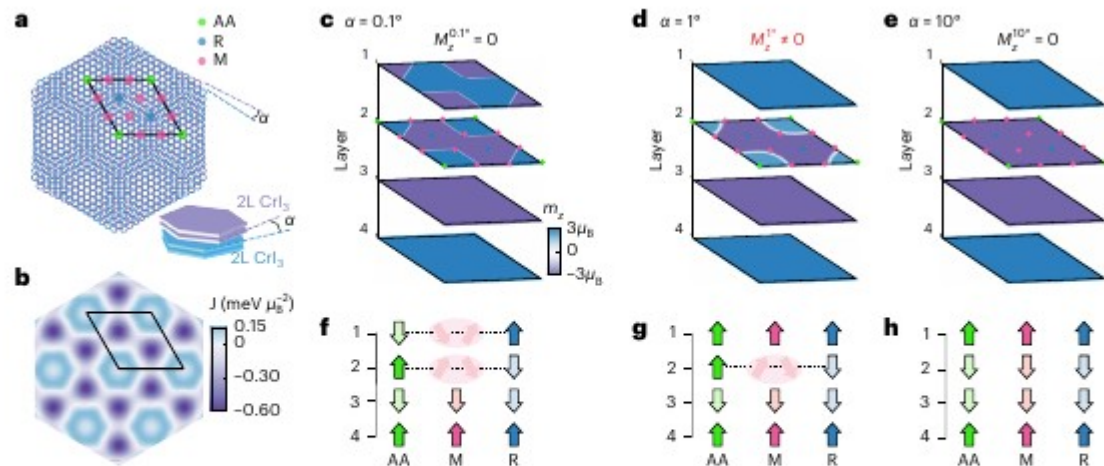 a
AA
R
M
α
2L CrI₃
α
2L CrI₃
b
J (meV μ_B⁻²)
0.15
0
−0.30
−0.60
c α = 0.1°
M_z^0.1° = 0
1
2
3
4
Layer
m_z
3μ_B
0
−3μ_B
d α = 1°
M_z^1° ≠ 0
1
2
3
4
Layer
e α = 10°
M_z^10° = 0
1
2
3
4
Layer
f
1
2
3
4
AA M R
g
1
2
3
4
AA M R
h
1
2
3
4
AA M R